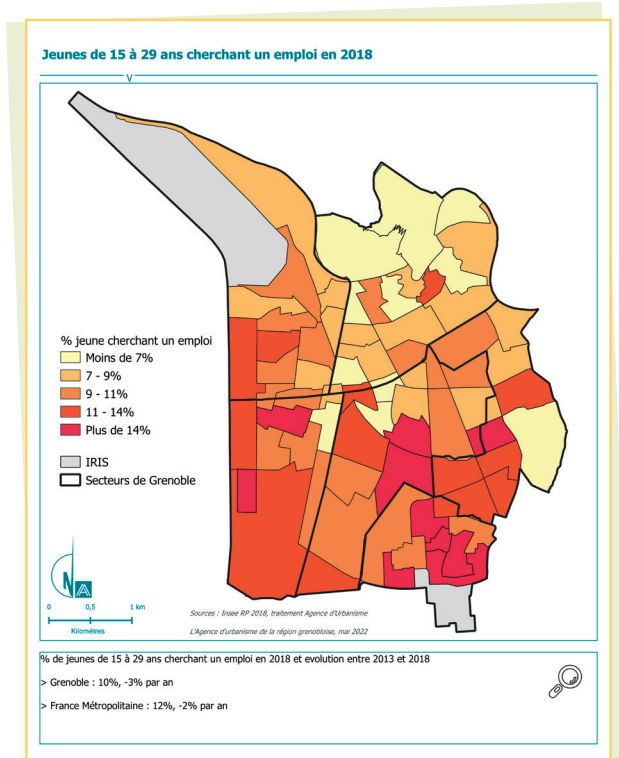 Jeunes de 15 à 29 ans cherchant un emploi en 2018
% jeune cherchant un emploi
Moins de 7%
7 - 9%
9 - 11%
11 - 14%
Plus de 14%
IRIS
Secteurs de Grenoble
N
0 0,5 1 km
Kilomètres
Sources : Insee RP 2018, traitement Agence d'Urbanisme
L'Agence d'urbanisme de la région grenobloise, mai 2022
% de jeunes de 15 à 29 ans cherchant un emploi en 2018 et evolution entre 2013 et 2018
> Grenoble : 10%, -3% par an
> France Métropolitaine : 12%, -2% par an